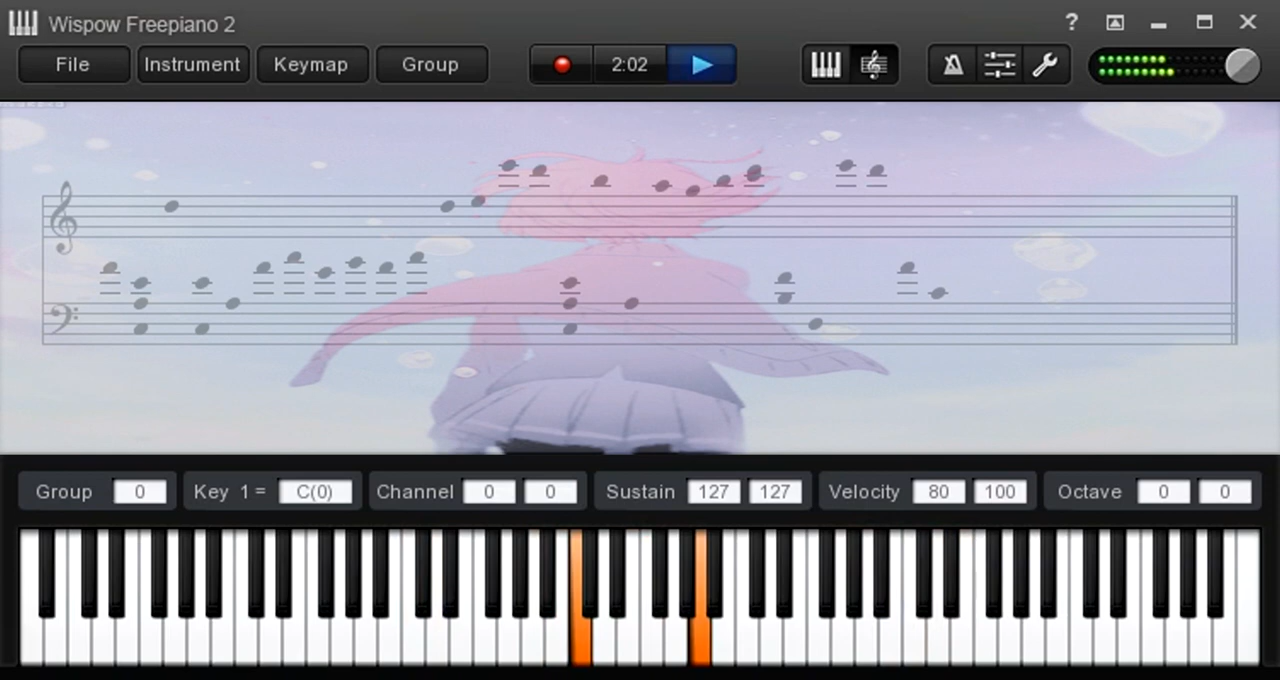 Wispow Freepiano 2
?
File Instrument Keymap Group 2:02
Group 0 Key 1 = C(0) Channel 0 0 Sustain 127 127 Velocity 80 100 Octave 0 0